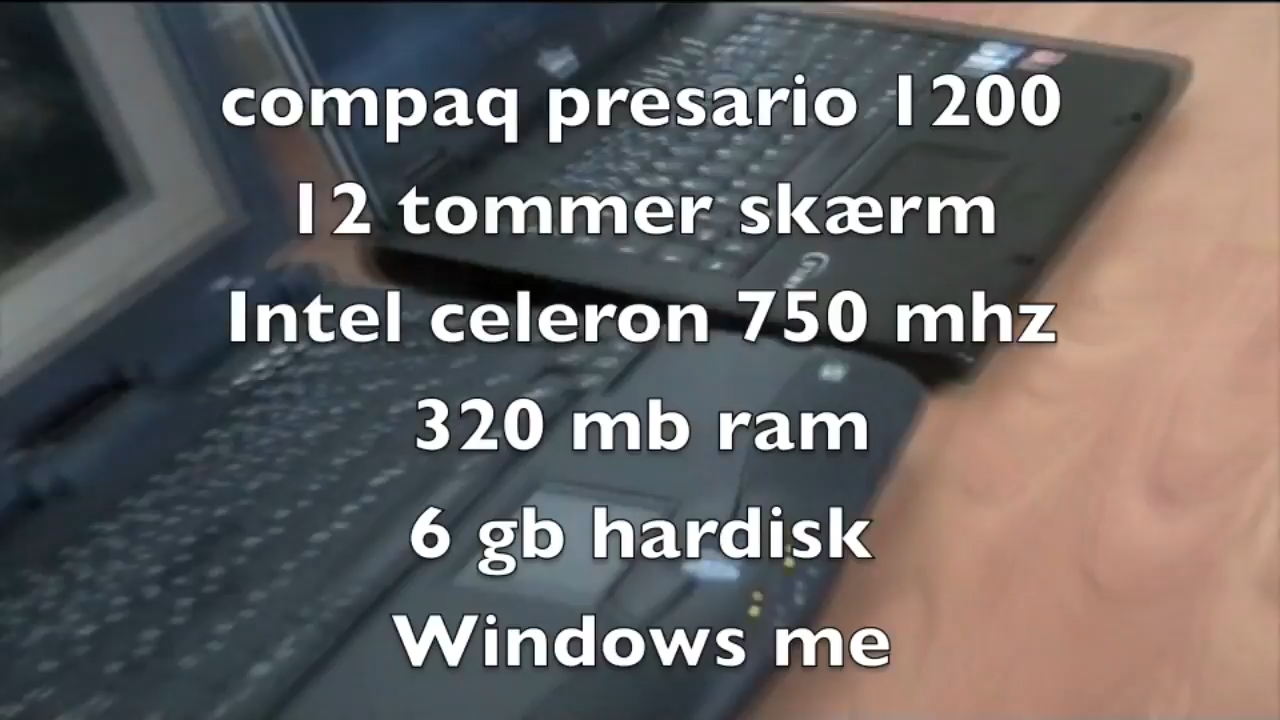 compaq presario 1200
12 tommer skærm
Intel celeron 750 mhz
320 mb ram
6 gb hardisk
Windows me